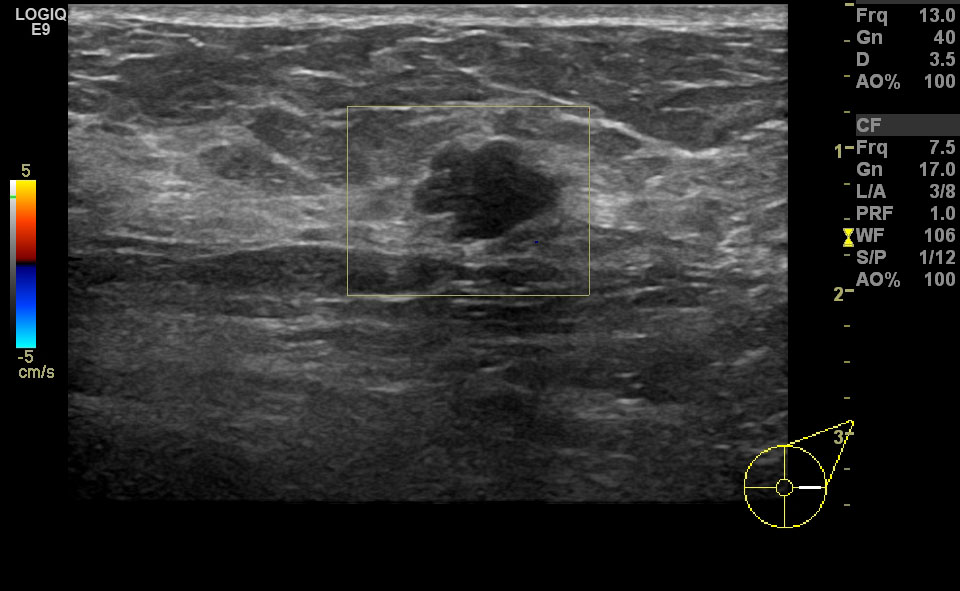 LOGIQ
E9
Frq 13.0
Gn 40
D 3.5
AO% 100
CF
Frq 7.5
Gn 17.0
L/A 3/8
PRF 1.0
WF 106
S/P 1/12
AO% 100
5
-5
cm/s
1
2
3